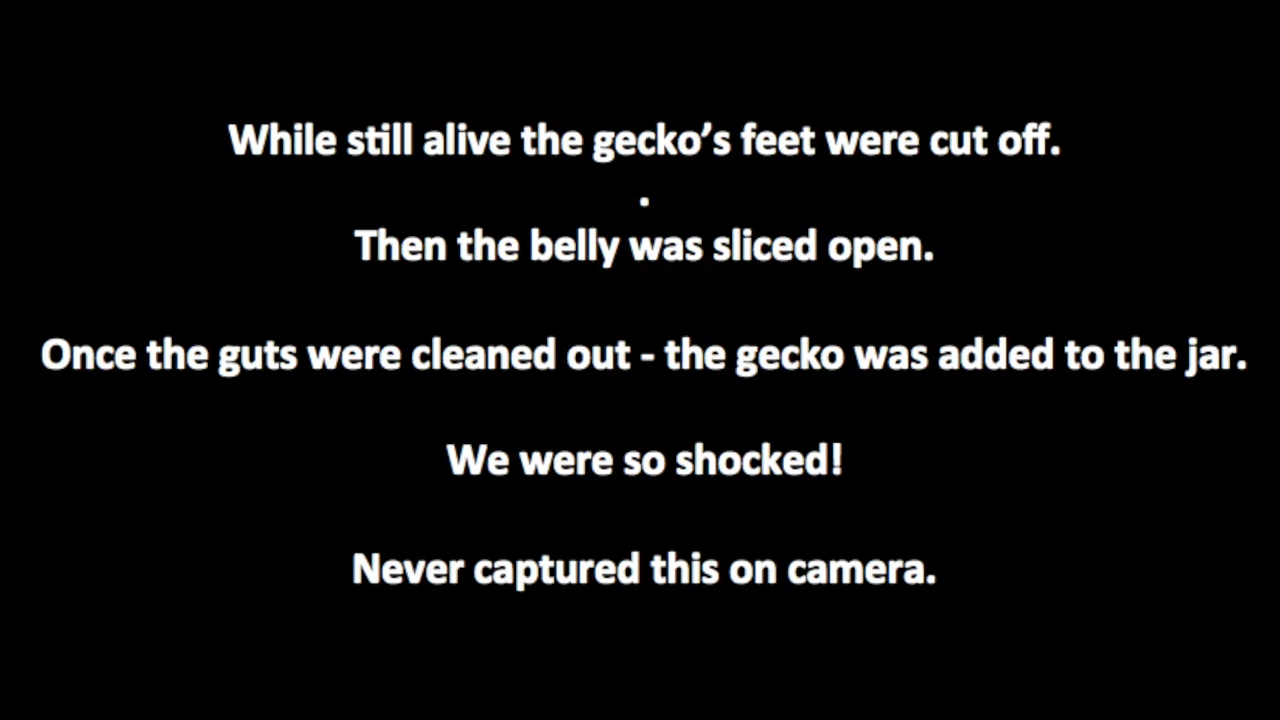 While still alive the gecko’s feet were cut off.
.
Then the belly was sliced open.
Once the guts were cleaned out - the gecko was added to the jar.
We were so shocked!
Never captured this on camera.